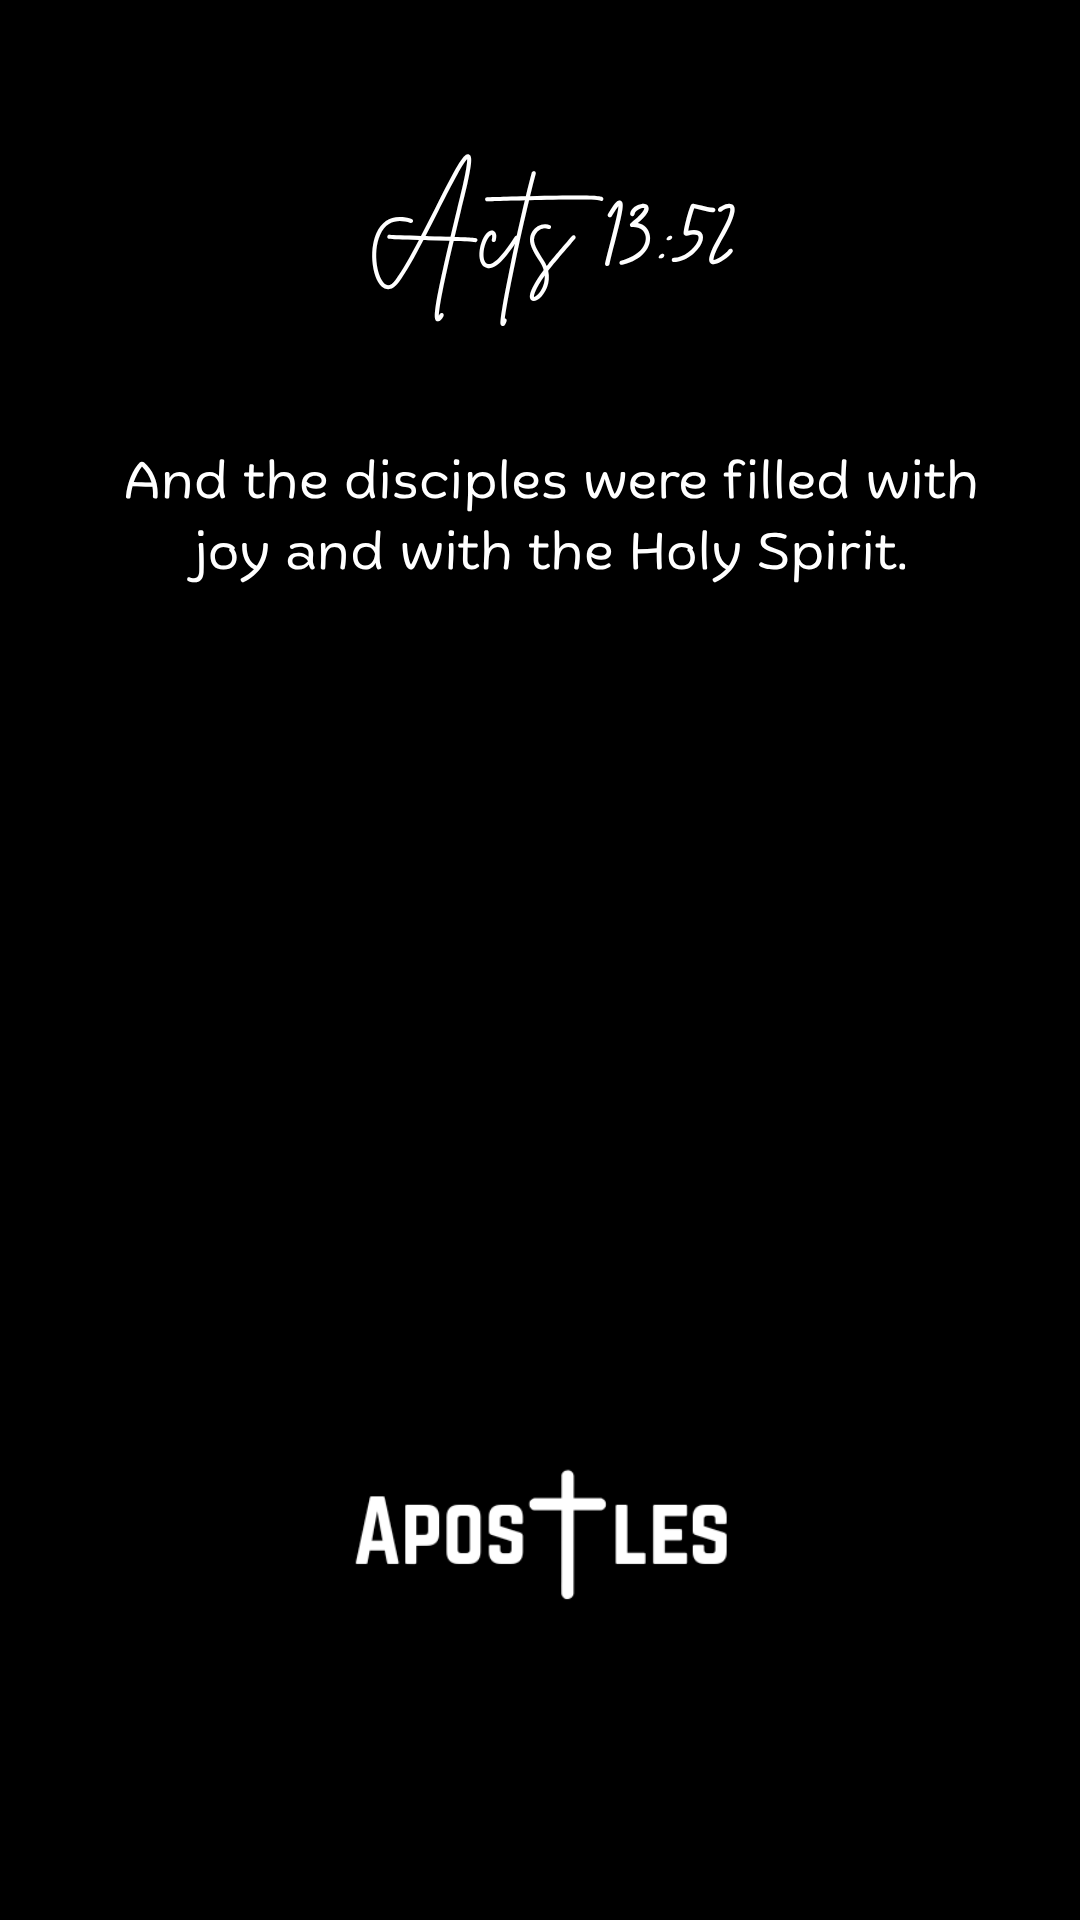 Acts 13:52
And the disciples were filled with
joy and with the Holy Spirit.
Apostles